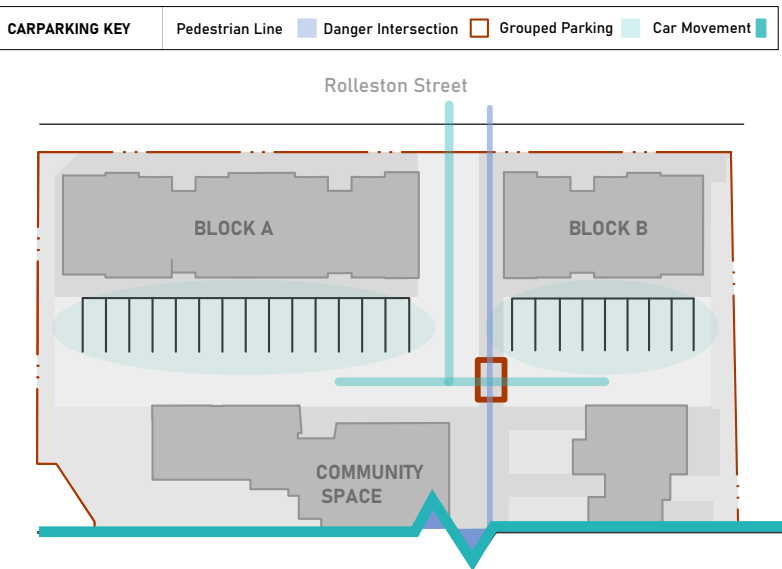 CARPARKING KEY Pedestrian Line Danger Intersection Grouped Parking Car Movement
Rolleston Street
BLOCK A BLOCK B
COMMUNITY
SPACE